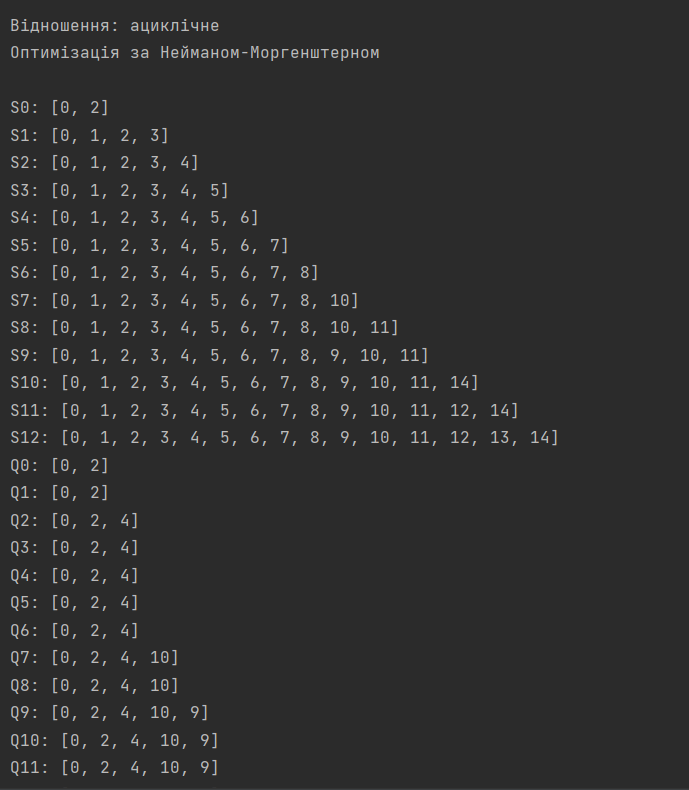 Відношення: ациклічне
Оптимізація за Нейманом-Моргенштерном
S0: [0, 2]
S1: [0, 1, 2, 3]
S2: [0, 1, 2, 3, 4]
S3: [0, 1, 2, 3, 4, 5]
S4: [0, 1, 2, 3, 4, 5, 6]
S5: [0, 1, 2, 3, 4, 5, 6, 7]
S6: [0, 1, 2, 3, 4, 5, 6, 7, 8]
S7: [0, 1, 2, 3, 4, 5, 6, 7, 8, 10]
S8: [0, 1, 2, 3, 4, 5, 6, 7, 8, 10, 11]
S9: [0, 1, 2, 3, 4, 5, 6, 7, 8, 9, 10, 11]
S10: [0, 1, 2, 3, 4, 5, 6, 7, 8, 9, 10, 11, 14]
S11: [0, 1, 2, 3, 4, 5, 6, 7, 8, 9, 10, 11, 12, 14]
S12: [0, 1, 2, 3, 4, 5, 6, 7, 8, 9, 10, 11, 12, 13, 14]
Q0: [0, 2]
Q1: [0, 2]
Q2: [0, 2, 4]
Q3: [0, 2, 4]
Q4: [0, 2, 4]
Q5: [0, 2, 4]
Q6: [0, 2, 4]
Q7: [0, 2, 4, 10]
Q8: [0, 2, 4, 10]
Q9: [0, 2, 4, 10, 9]
Q10: [0, 2, 4, 10, 9]
Q11: [0, 2, 4, 10, 9]